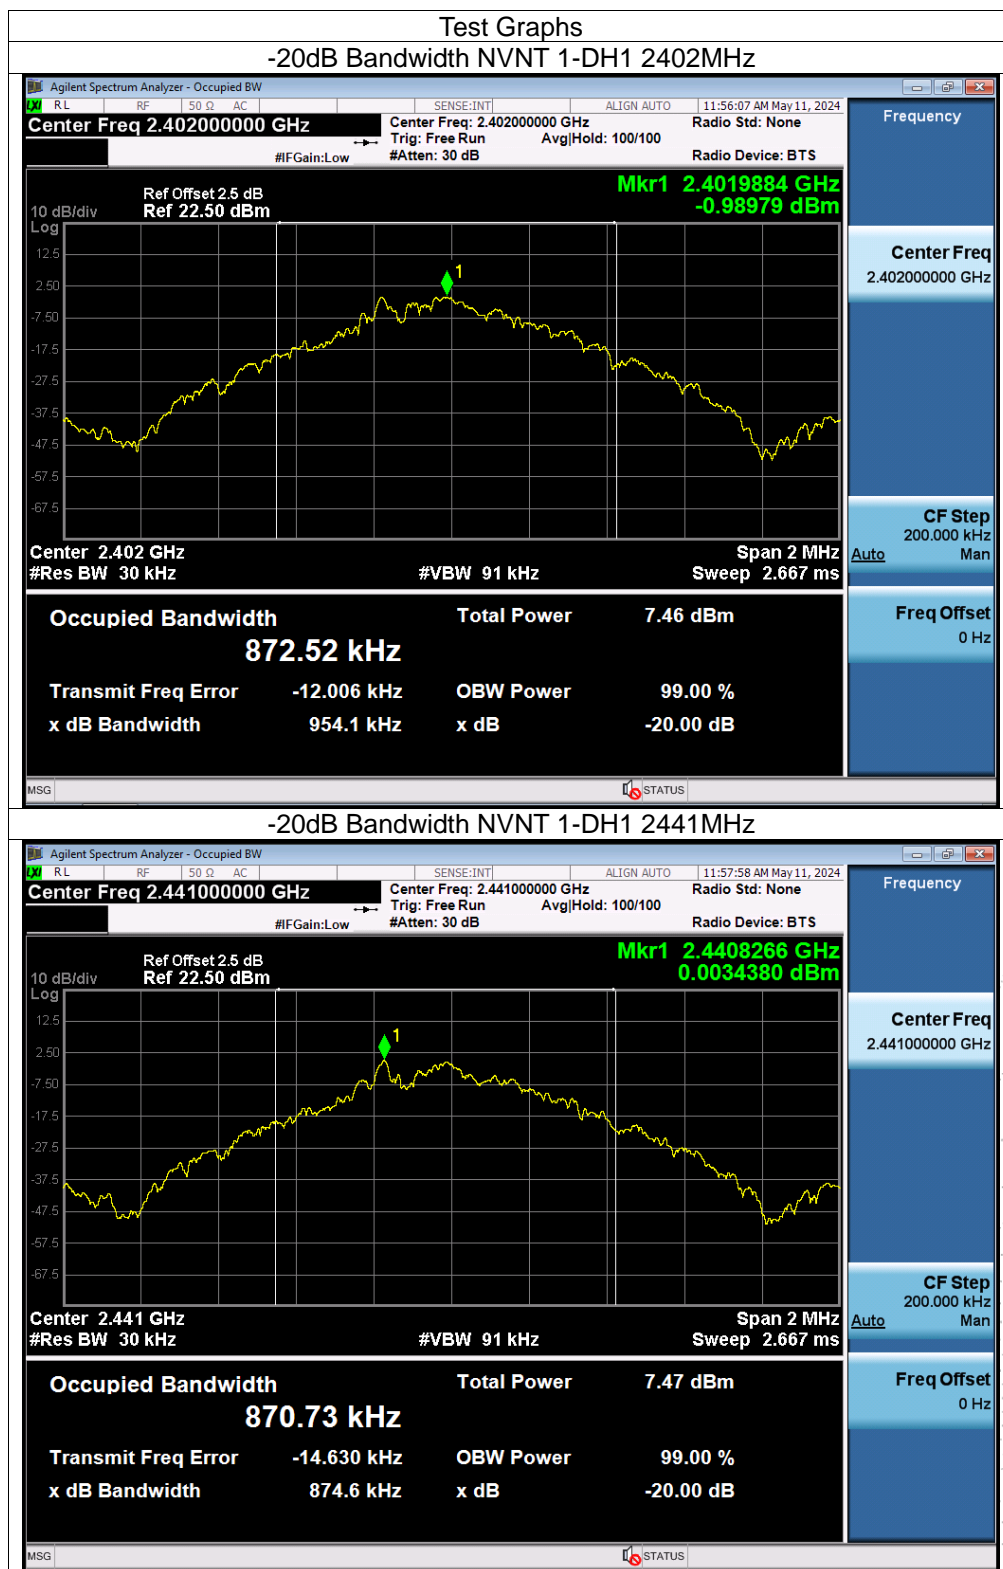 Test Graphs
-20dB Bandwidth NVNT 1-DH1 2402MHz
Agilent Spectrum Analyzer - Occupied BW
LXI RL RF 50 Ω AC SENSE:INT ALIGN AUTO 11:56:07 AM May 11, 2024
Center Freq 2.402000000 GHz
Center Freq: 2.402000000 GHz Radio Std: None
Trig: Free Run Avg|Hold: 100/100
#IFGain:Low #Atten: 30 dB Radio Device: BTS
Frequency
Mkr1 2.4019884 GHz
-0.98979 dBm
Ref Offset 2.5 dB
10 dB/div Ref 22.50 dBm
Log
12.5
2.50
-7.50
-17.5
-27.5
-37.5
-47.5
-57.5
-67.5
1
Center Freq
2.402000000 GHz
CF Step
200.000 kHz
Auto Man
Freq Offset
0 Hz
Center 2.402 GHz Span 2 MHz
#Res BW 30 kHz #VBW 91 kHz Sweep 2.667 ms
Occupied Bandwidth Total Power 7.46 dBm
872.52 kHz
Transmit Freq Error -12.006 kHz OBW Power 99.00 %
x dB Bandwidth 954.1 kHz x dB -20.00 dB
MSG STATUS
-20dB Bandwidth NVNT 1-DH1 2441MHz
Agilent Spectrum Analyzer - Occupied BW
LXI RL RF 50 Ω AC SENSE:INT ALIGN AUTO 11:57:58 AM May 11, 2024
Center Freq 2.441000000 GHz
Center Freq: 2.441000000 GHz Radio Std: None
Trig: Free Run Avg|Hold: 100/100
#IFGain:Low #Atten: 30 dB Radio Device: BTS
Frequency
Mkr1 2.4408266 GHz
0.0034380 dBm
Ref Offset 2.5 dB
10 dB/div Ref 22.50 dBm
Log
12.5
2.50
-7.50
-17.5
-27.5
-37.5
-47.5
-57.5
-67.5
1
Center Freq
2.441000000 GHz
CF Step
200.000 kHz
Auto Man
Freq Offset
0 Hz
Center 2.441 GHz Span 2 MHz
#Res BW 30 kHz #VBW 91 kHz Sweep 2.667 ms
Occupied Bandwidth Total Power 7.47 dBm
870.73 kHz
Transmit Freq Error -14.630 kHz OBW Power 99.00 %
x dB Bandwidth 874.6 kHz x dB -20.00 dB
MSG STATUS